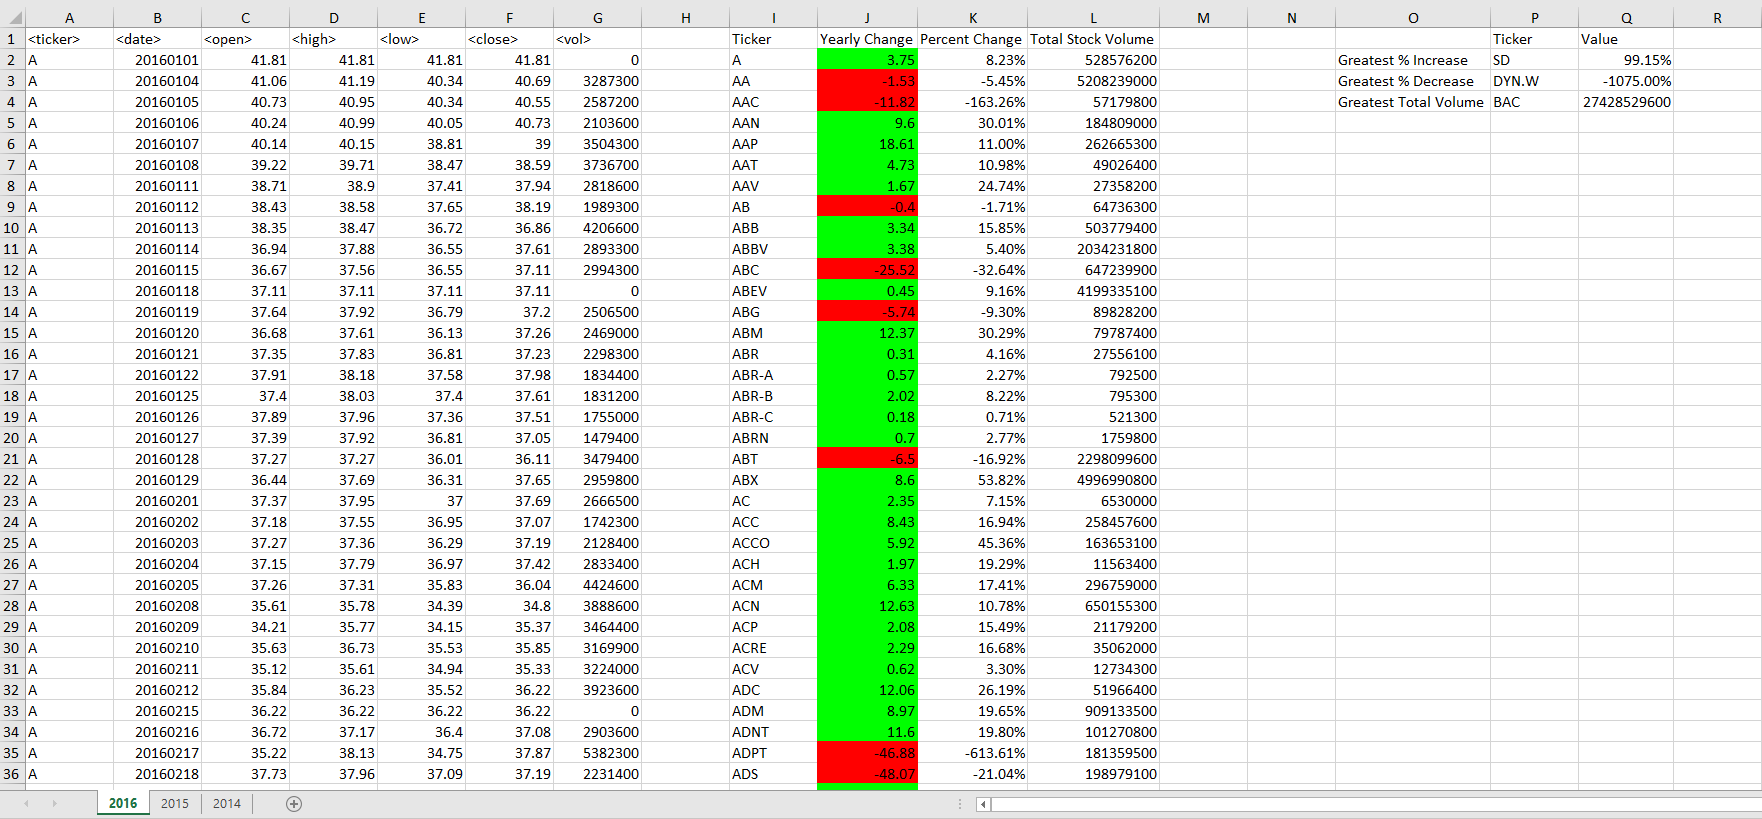 A B C D E F G H I J K L M N O P Q R
1 <ticker> <date> <open> <high> <low> <close> <vol> Ticker Yearly Change Percent Change Total Stock Volume Ticker Value
2 A 20160101 41.81 41.81 41.81 41.81 0 A 3.75 8.23% 528576200 Greatest % Increase SD 99.15%
3 A 20160104 41.06 41.19 40.34 40.69 3287300 AA -1.53 -5.45% 5208239000 Greatest % Decrease DYN.W -1075.00%
4 A 20160105 40.73 40.95 40.34 40.55 2587200 AAC -11.82 -163.26% 57179800 Greatest Total Volume BAC 27428529600
5 A 20160106 40.24 40.99 40.05 40.73 2103600 AAN 9.6 30.01% 184809000
6 A 20160107 40.14 40.15 38.81 39 3504300 AAP 18.61 11.00% 262665300
7 A 20160108 39.22 39.71 38.47 38.59 3736700 AAT 4.73 10.98% 49026400
8 A 20160111 38.71 38.9 37.41 37.94 2818600 AAV 1.67 24.74% 27358200
9 A 20160112 38.43 38.58 37.65 38.19 1989300 AB -0.4 -1.71% 64736300
10 A 20160113 38.35 38.47 36.72 36.86 4206600 ABB 3.34 15.85% 503779400
11 A 20160114 36.94 37.88 36.55 37.61 2893300 ABBV 3.38 5.40% 2034231800
12 A 20160115 36.67 37.56 36.55 37.11 2994300 ABC -25.52 -32.64% 647239900
13 A 20160118 37.11 37.11 37.11 37.11 0 ABEV 0.45 9.16% 4199335100
14 A 20160119 37.64 37.92 36.79 37.2 2506500 ABG -5.74 -9.30% 89828200
15 A 20160120 36.68 37.61 36.13 37.26 2469000 ABM 12.37 30.29% 79787400
16 A 20160121 37.35 37.83 36.81 37.23 2298300 ABR 0.31 4.16% 27556100
17 A 20160122 37.91 38.18 37.58 37.98 1834400 ABR-A 0.57 2.27% 792500
18 A 20160125 37.4 38.03 37.4 37.61 1831200 ABR-B 2.02 8.22% 795300
19 A 20160126 37.89 37.96 37.36 37.51 1755000 ABR-C 0.18 0.71% 521300
20 A 20160127 37.39 37.92 36.81 37.05 1479400 ABRN 0.7 2.77% 1759800
21 A 20160128 37.27 37.27 36.01 36.11 3479400 ABT -6.5 -16.92% 2298099600
22 A 20160129 36.44 37.69 36.31 37.65 2959800 ABX 8.6 53.82% 4996990800
23 A 20160201 37.37 37.95 37 37.69 2666500 AC 2.35 7.15% 6530000
24 A 20160202 37.18 37.55 36.95 37.07 1742300 ACC 8.43 16.94% 258457600
25 A 20160203 37.27 37.36 36.29 37.19 2128400 ACCO 5.92 45.36% 163653100
26 A 20160204 37.15 37.79 36.97 37.42 2833400 ACH 1.97 19.29% 11563400
27 A 20160205 37.26 37.31 35.83 36.04 4424600 ACM 6.33 17.41% 296759000
28 A 20160208 35.61 35.78 34.39 34.8 3888600 ACN 12.63 10.78% 650155300
29 A 20160209 34.21 35.77 34.15 35.37 3464400 ACP 2.08 15.49% 21179200
30 A 20160210 35.63 36.73 35.53 35.85 3169900 ACRE 2.29 16.68% 35062000
31 A 20160211 35.12 35.61 34.94 35.33 3224000 ACV 0.62 3.30% 12734300
32 A 20160212 35.84 36.23 35.52 36.22 3923600 ADC 12.06 26.19% 51966400
33 A 20160215 36.22 36.22 36.22 36.22 0 ADM 8.97 19.65% 909133500
34 A 20160216 36.72 37.17 36.4 37.08 2903600 ADNT 11.6 19.80% 101270800
35 A 20160217 35.22 38.13 34.75 37.87 5382300 ADPT -46.88 -613.61% 181359500
36 A 20160218 37.73 37.96 37.09 37.19 2231400 ADS -48.07 -21.04% 198979100
2016 2015 2014